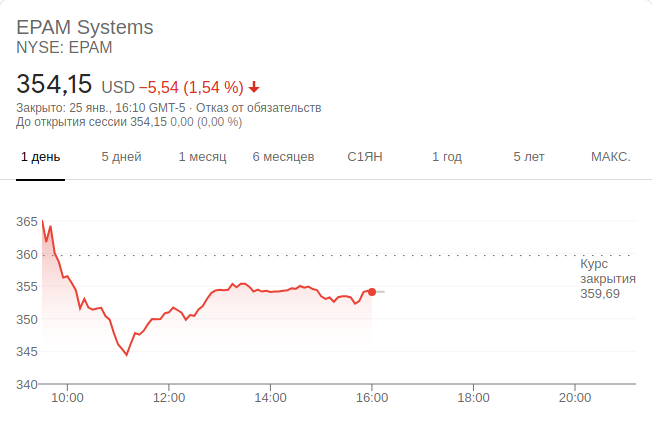 EPAM Systems
NYSE: EPAM
354,15 USD −5,54 (1,54 %)
Закрыто: 25 янв., 16:10 GMT-5 · Отказ от обязательств
До открытия сессии 354,15 0,00 (0,00 %)
1 день 5 дней 1 месяц 6 месяцев С1ЯН 1 год 5 лет МАКС.
365
360
Курс
закрытия
359,69
355
350
345
340
10:00 12:00 14:00 16:00 18:00 20:00